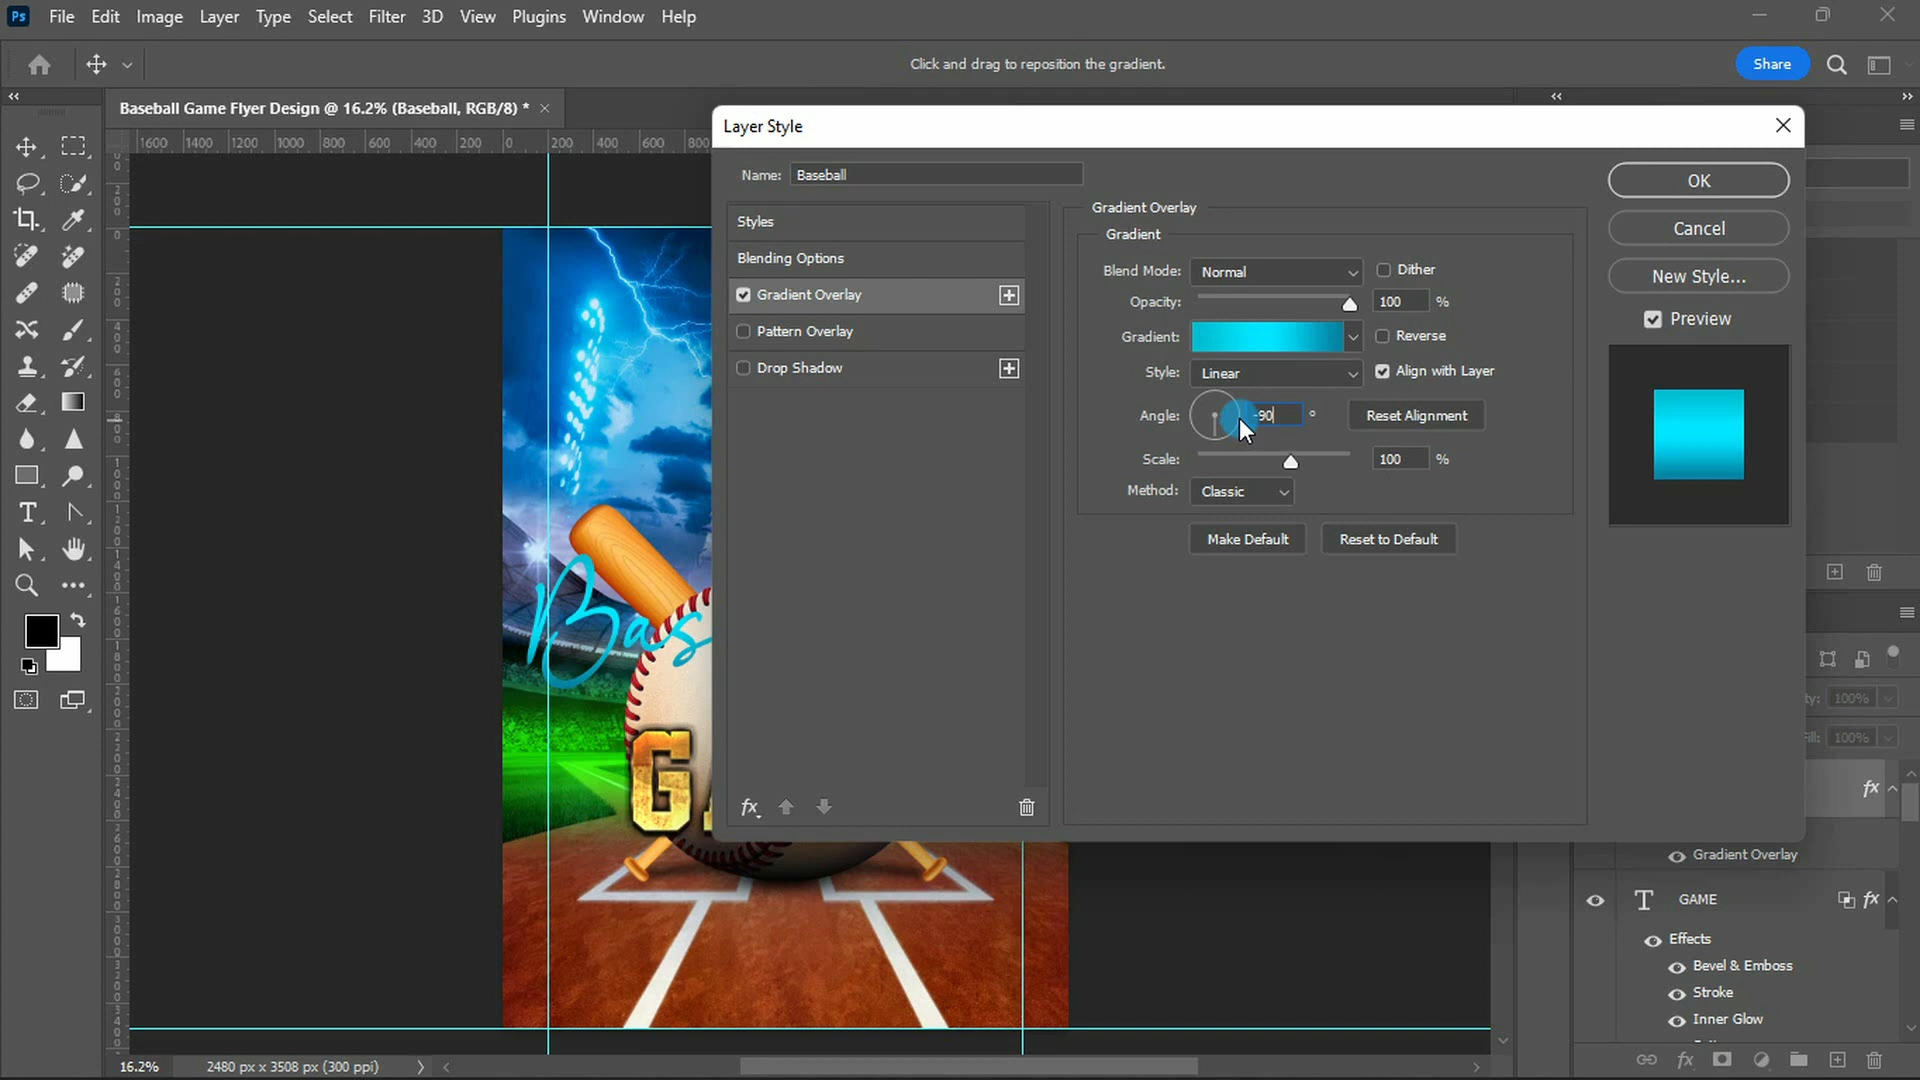 Ps File Edit Image Layer Type Select Filter 3D View Plugins Window Help
Click and drag to reposition the gradient.
Share
Baseball Game Flyer Design @ 16.2% (Baseball, RGB/8) *
1600 1400 1200 1000 800 600 400 200 0 200 400 600 800
Layer Style
Name: Baseball
OK
Cancel
New Style...
Preview
Styles
Blending Options
Gradient Overlay
Pattern Overlay
Drop Shadow
fx
Gradient Overlay
Gradient
Blend Mode: Normal Dither
Opacity: 100 %
Gradient: Reverse
Style: Linear Align with Layer
Angle: -90 ° Reset Alignment
Scale: 100 %
Method: Classic
Make Default Reset to Default
Bas
G
100%
100%
fx
Gradient Overlay
T GAME fx
Effects
Bevel & Emboss
Stroke
Inner Glow
fx
16.2% 2480 px x 3508 px (300 ppi)